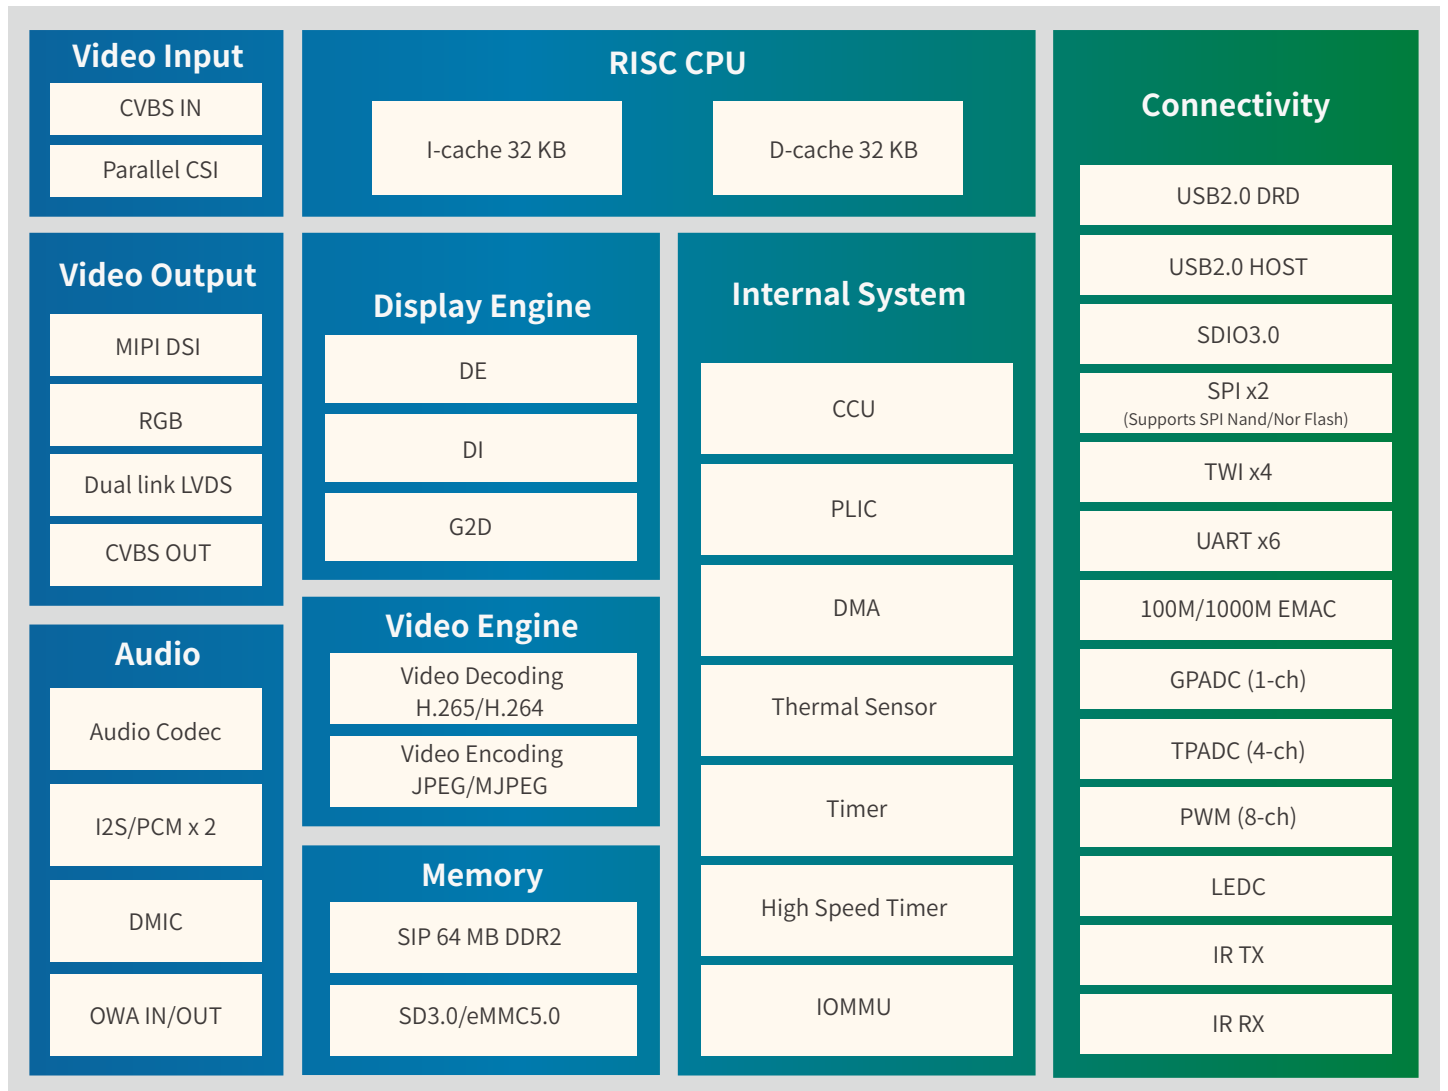 Video Input
CVBS IN
Parallel CSI
RISC CPU
I-cache 32 KB
D-cache 32 KB
Video Output
MIPI DSI
RGB
Dual link LVDS
CVBS OUT
Audio
Audio Codec
I2S/PCM x 2
DMIC
OWA IN/OUT
Display Engine
DE
DI
G2D
Video Engine
Video Decoding
H.265/H.264
Video Encoding
JPEG/MJPEG
Memory
SIP 64 MB DDR2
SD3.0/eMMC5.0
Internal System
CCU
PLIC
DMA
Thermal Sensor
Timer
High Speed Timer
IOMMU
Connectivity
USB2.0 DRD
USB2.0 HOST
SDIO3.0
SPI x2
(Supports SPI Nand/Nor Flash)
TWI x4
UART x6
100M/1000M EMAC
GPADC (1-ch)
TPADC (4-ch)
PWM (8-ch)
LEDC
IR TX
IR RX